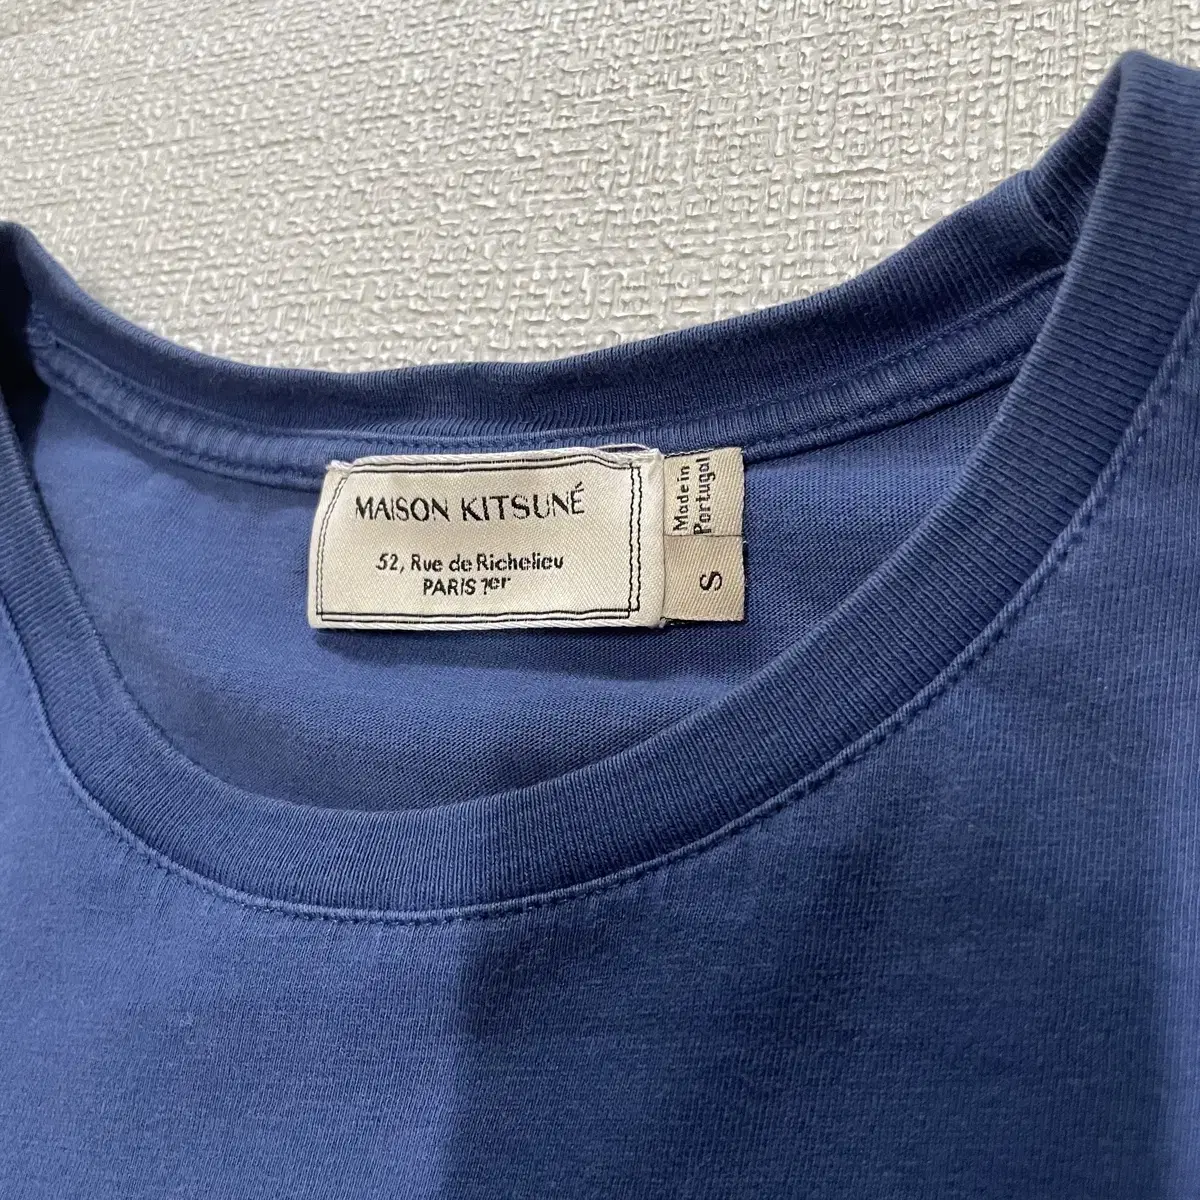 MAISON KITSUNÉ
52, Rue de Richelieu
PARIS 1er
Made in
Portugal
S